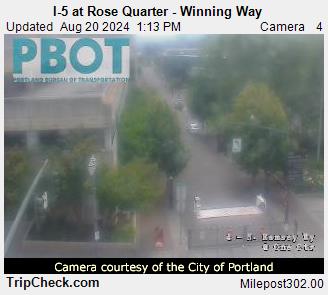 I-5 at Rose Quarter - Winning Way
Updated Aug 20 2024 1:13 PM Camera 4
PBOT
PORTLAND BUREAU OF TRANSPORTATION
Camera courtesy of the City of Portland
TripCheck.com Milepost302.00